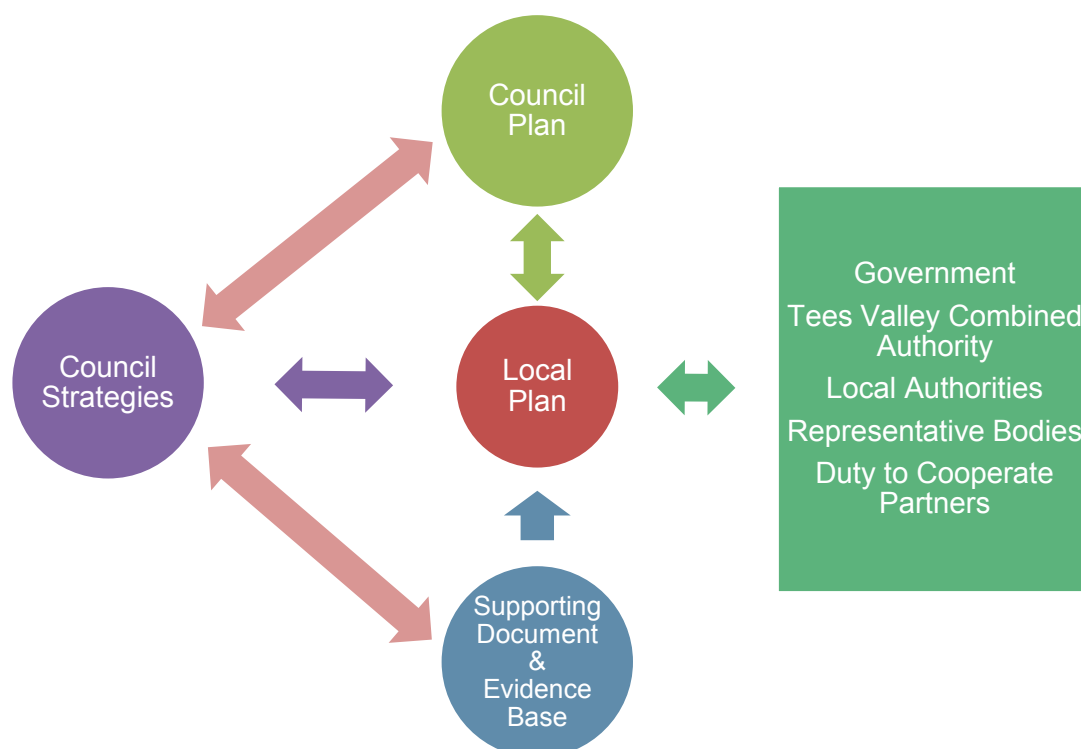 Council
Plan
Council
Strategies
Local
Plan
Government
Tees Valley Combined
Authority
Local Authorities
Representative Bodies
Duty to Cooperate
Partners
Supporting
Document
&
Evidence
Base